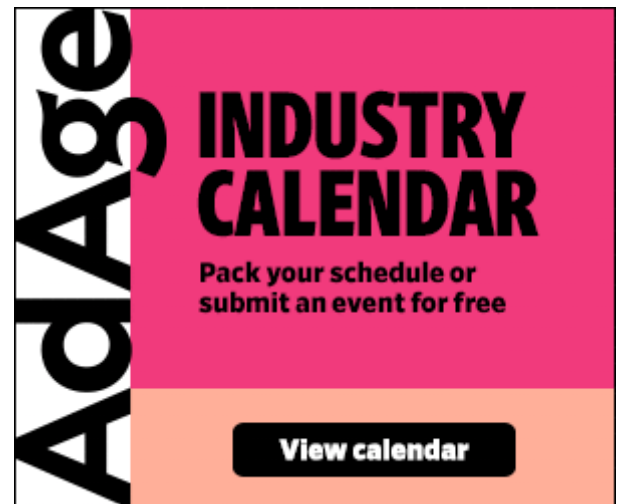 AdAge
INDUSTRY
CALENDAR
Pack your schedule or
submit an event for free
View calendar